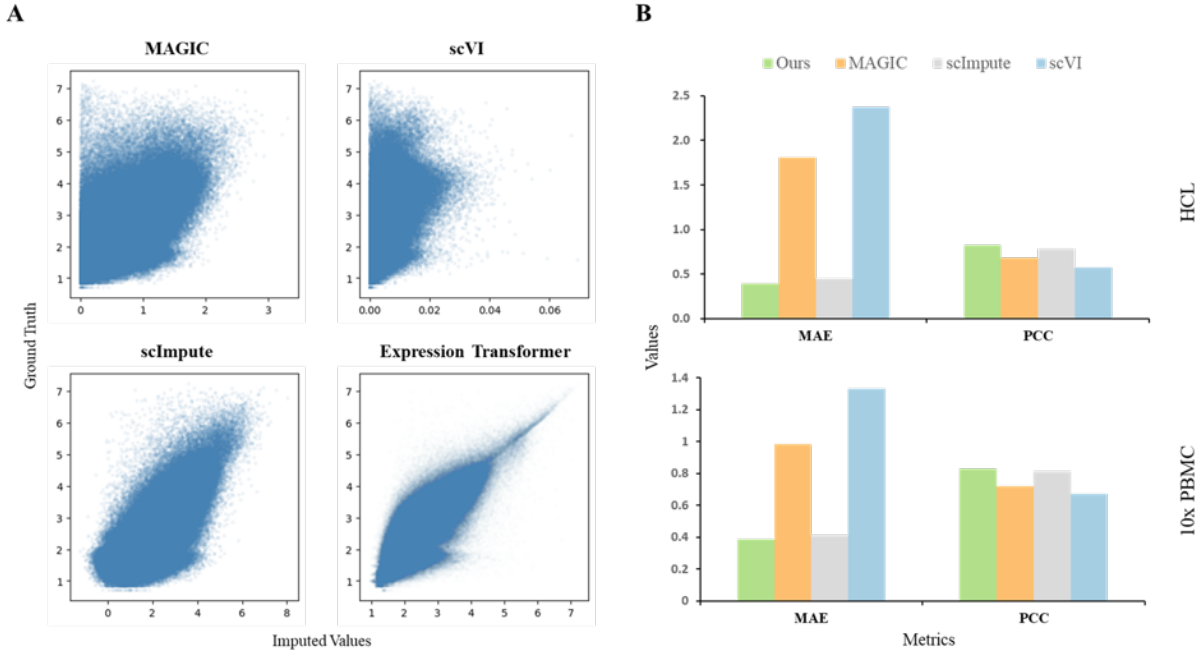 A
B
MAGIC
scVI
7
6
5
4
3
2
1
0 1 2 3
7
6
5
4
3
2
1
0.00 0.02 0.04 0.06
Ground Truth
scImpute
Expression Transformer
7
6
5
4
3
2
1
0 2 4 6 8
7
6
5
4
3
2
1
1 2 3 4 5 6 7
Imputed Values
Ours MAGIC scImpute scVI
2.5
2.0
1.5
1.0
0.5
0.0
MAE PCC
HCL
Values
1.4
1.2
1
0.8
0.6
0.4
0.2
0
MAE PCC
10x PBMC
Metrics